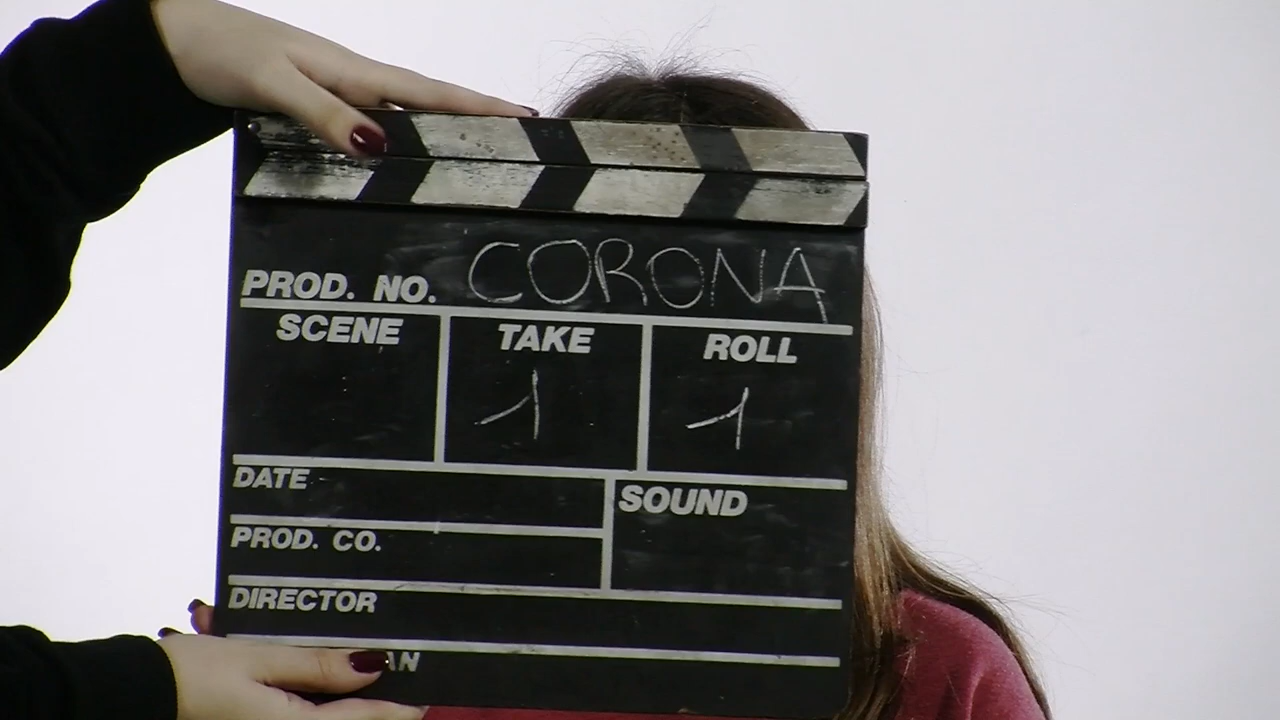 PROD. NO. CORONA
SCENE TAKE ROLL
1 1
DATE
SOUND
PROD. CO.
DIRECTOR